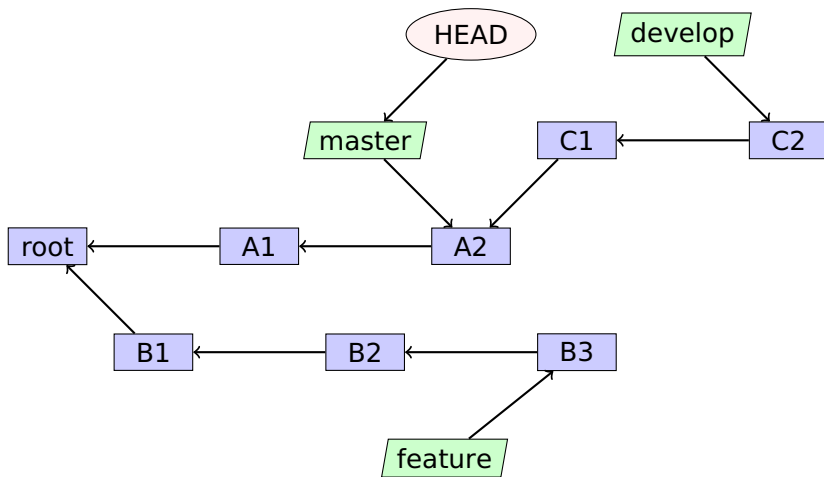 HEAD
develop
master
C1
C2
root
A1
A2
B1
B2
B3
feature